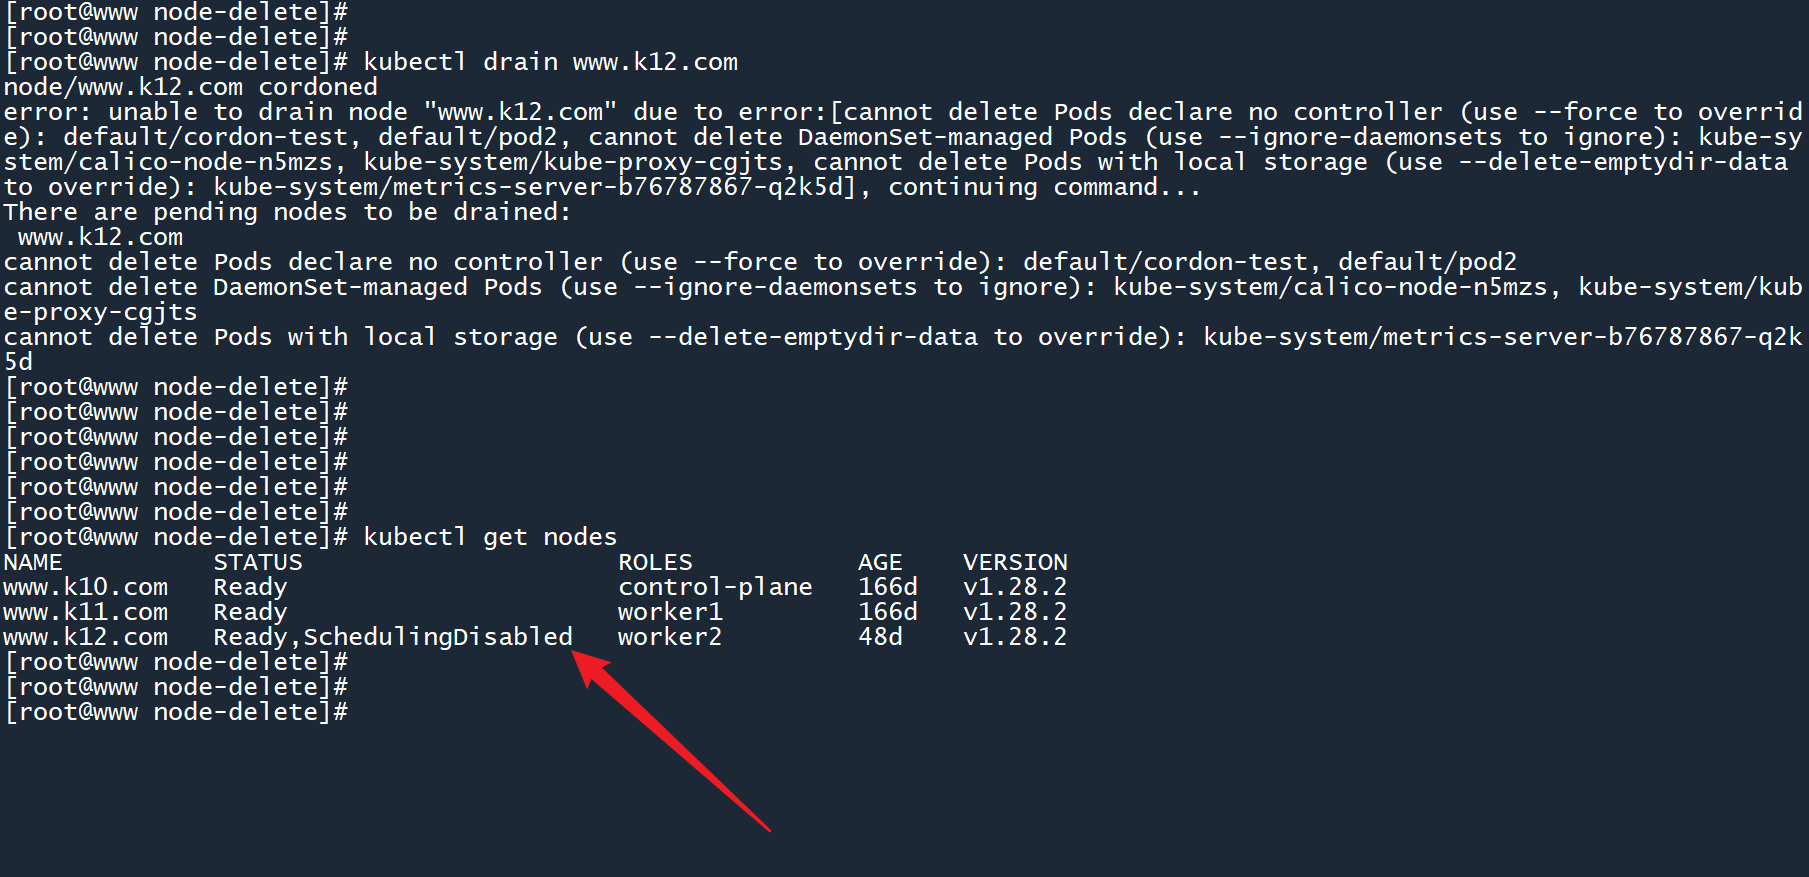 [root@www node-delete]#
[root@www node-delete]#
[root@www node-delete]# kubectl drain www.k12.com
node/www.k12.com cordoned
error: unable to drain node "www.k12.com" due to error:[cannot delete Pods declare no controller (use --force to overrid
e): default/cordon-test, default/pod2, cannot delete DaemonSet-managed Pods (use --ignore-daemonsets to ignore): kube-sy
stem/calico-node-n5mzs, kube-system/kube-proxy-cgjts, cannot delete Pods with local storage (use --delete-emptydir-data
to override): kube-system/metrics-server-b76787867-q2k5d], continuing command...
There are pending nodes to be drained:
 www.k12.com
cannot delete Pods declare no controller (use --force to override): default/cordon-test, default/pod2
cannot delete DaemonSet-managed Pods (use --ignore-daemonsets to ignore): kube-system/calico-node-n5mzs, kube-system/kub
e-proxy-cgjts
cannot delete Pods with local storage (use --delete-emptydir-data to override): kube-system/metrics-server-b76787867-q2k
5d
[root@www node-delete]#
[root@www node-delete]#
[root@www node-delete]#
[root@www node-delete]#
[root@www node-delete]#
[root@www node-delete]#
[root@www node-delete]# kubectl get nodes
NAME          STATUS                     ROLES           AGE    VERSION
www.k10.com   Ready                      control-plane   166d   v1.28.2
www.k11.com   Ready                      worker1         166d   v1.28.2
www.k12.com   Ready,SchedulingDisabled   worker2         48d    v1.28.2
[root@www node-delete]#
[root@www node-delete]#
[root@www node-delete]#